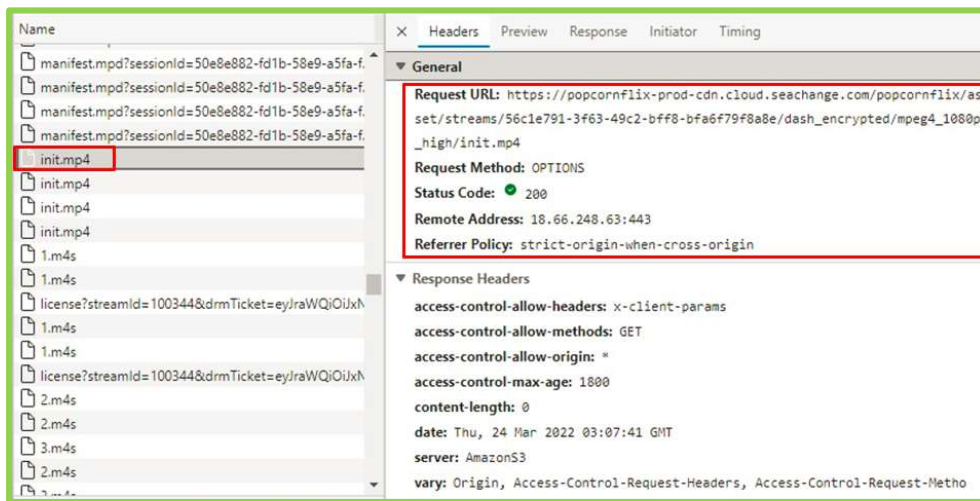 Name
manifest.mpd?sessionId=50e8e882-fd1b-58e9-a5fa-f.
manifest.mpd?sessionId=50e8e882-fd1b-58e9-a5fa-f.
manifest.mpd?sessionId=50e8e882-fd1b-58e9-a5fa-f.
manifest.mpd?sessionId=50e8e882-fd1b-58e9-a5fa-f.
init.mp4
init.mp4
init.mp4
init.mp4
1.m4s
1.m4s
license?streamId=100344&drmTicket=eyJraWQiOiJxN
1.m4s
1.m4s
license?streamId=100344&drmTicket=eyJraWQiOiJxN
2.m4s
2.m4s
3.m4s
2.m4s
Headers Preview Response Initiator Timing
General
Request URL: https://popcornflix-prod-cdn.cloud.seachange.com/popcornflix/as
set/streams/56c1e791-3f63-49c2-bff8-bfa6f79f8a8e/dash_encrypted/mpeg4_1080p
_high/init.mp4
Request Method: OPTIONS
Status Code: 200
Remote Address: 18.66.248.63:443
Referrer Policy: strict-origin-when-cross-origin
Response Headers
access-control-allow-headers: x-client-params
access-control-allow-methods: GET
access-control-allow-origin: *
access-control-max-age: 1800
content-length: 0
date: Thu, 24 Mar 2022 03:07:41 GMT
server: AmazonS3
vary: Origin, Access-Control-Request-Headers, Access-Control-Request-Metho